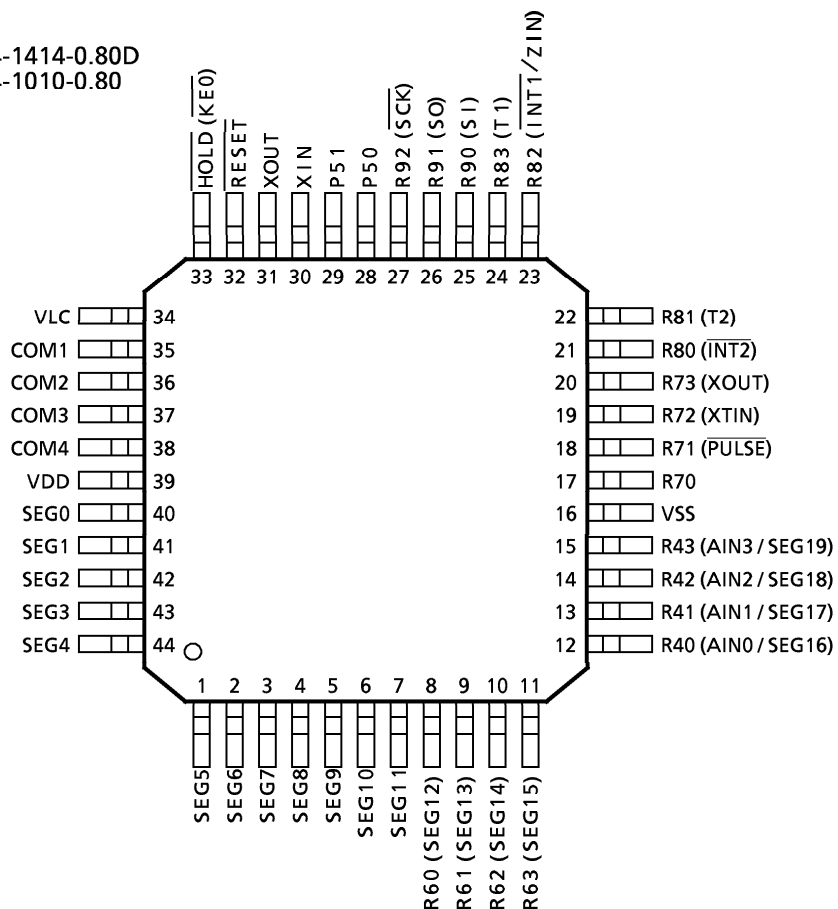 -1414-0.80D
-1010-0.80
HOLD (KE0)
RESET
XOUT
XIN
P51
P50
R92 (SCK)
R91 (SO)
R90 (SI)
R83 (T1)
R82 (INT1/ZIN)
33 32 31 30 29 28 27 26 25 24 23
VLC 34 22 R81 (T2)
COM1 35 21 R80 (INT2)
COM2 36 20 R73 (XOUT)
COM3 37 19 R72 (XTIN)
COM4 38 18 R71 (PULSE)
VDD 39 17 R70
SEG0 40 16 VSS
SEG1 41 15 R43 (AIN3 / SEG19)
SEG2 42 14 R42 (AIN2 / SEG18)
SEG3 43 13 R41 (AIN1 / SEG17)
SEG4 44 12 R40 (AIN0 / SEG16)
1 2 3 4 5 6 7 8 9 10 11
SEG5
SEG6
SEG7
SEG8
SEG9
SEG10
SEG11
R60 (SEG12)
R61 (SEG13)
R62 (SEG14)
R63 (SEG15)